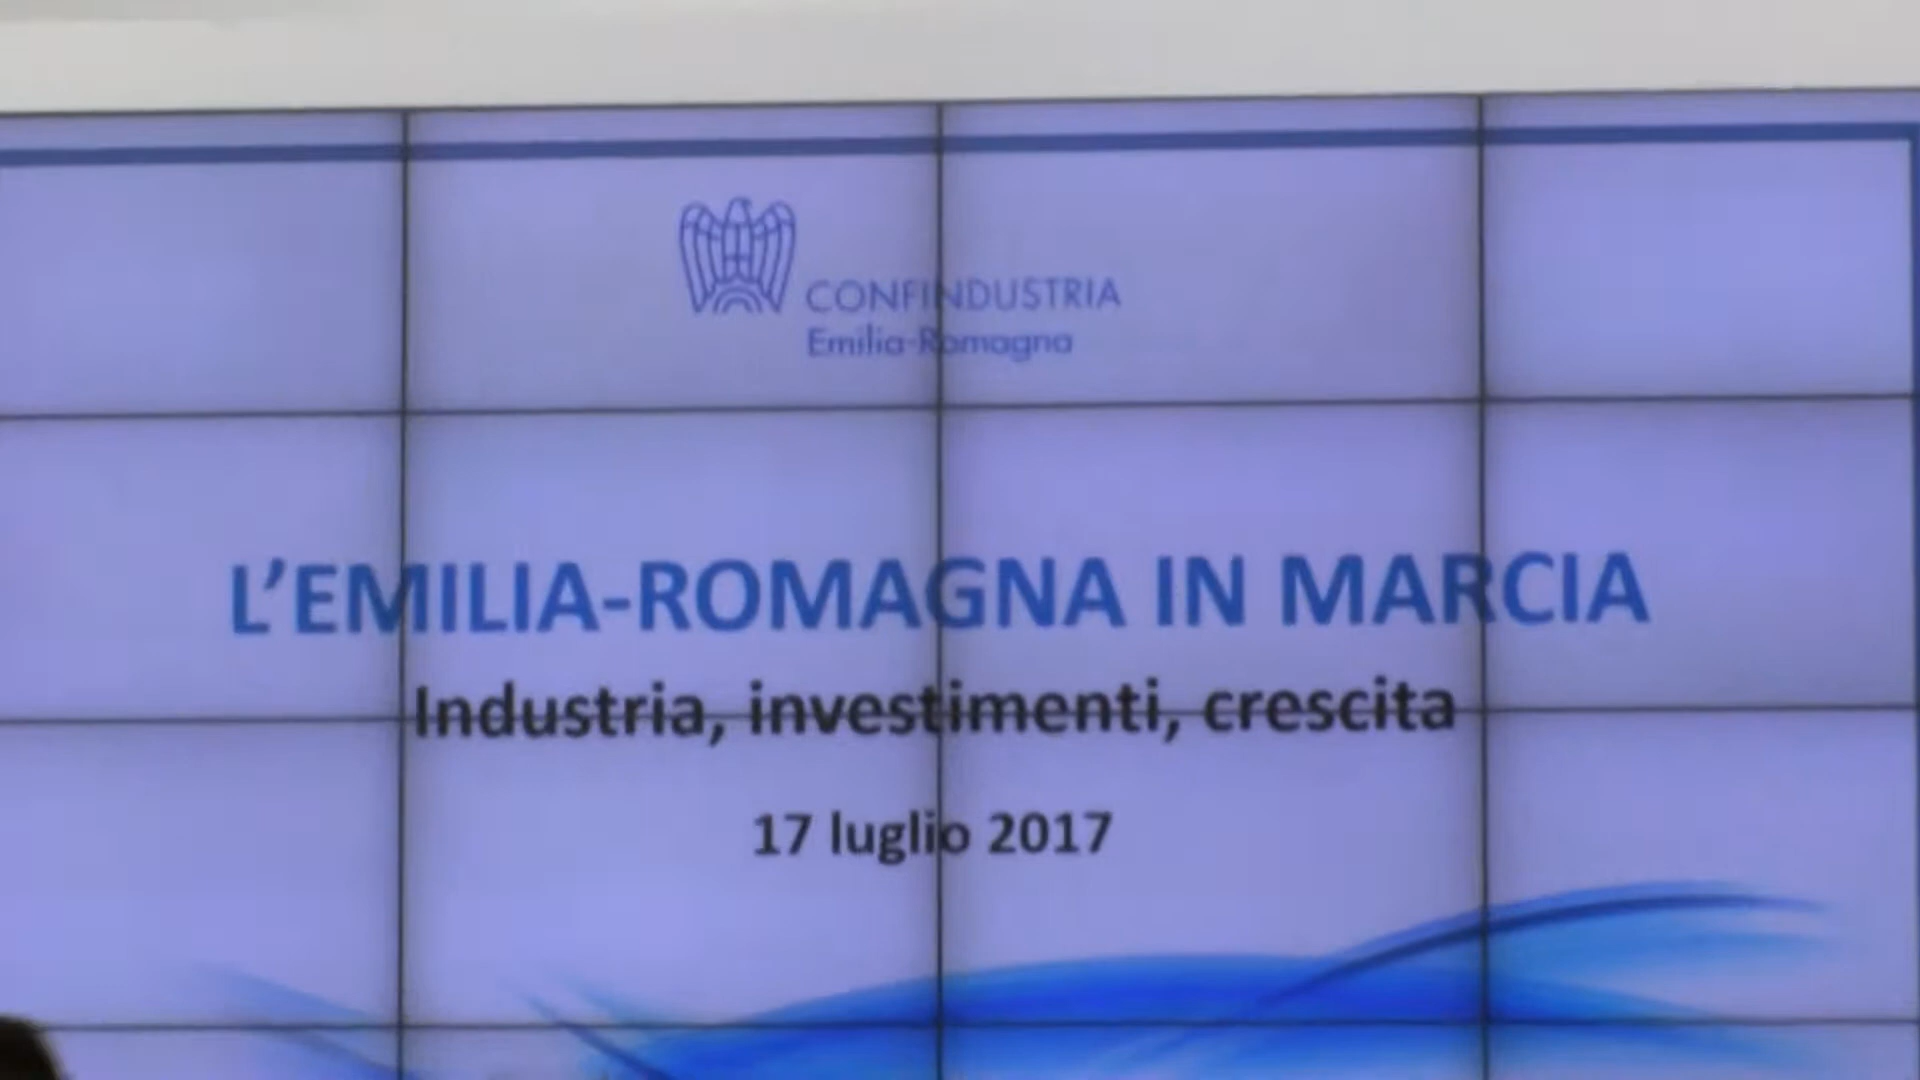 CONFINDUSTRIA
Emilia-Romagna
L'EMILIA-ROMAGNA IN MARCIA
Industria, investimenti, crescita
17 luglio 2017